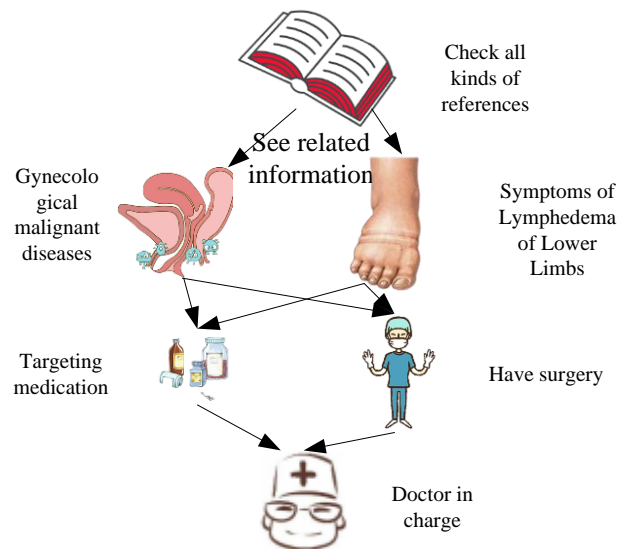 Check all
kinds of
references
See related
information
Gynecolo
gical
malignant
diseases
Symptoms of
Lymphedema
of Lower
Limbs
Targeting
medication
Have surgery
Doctor in
charge